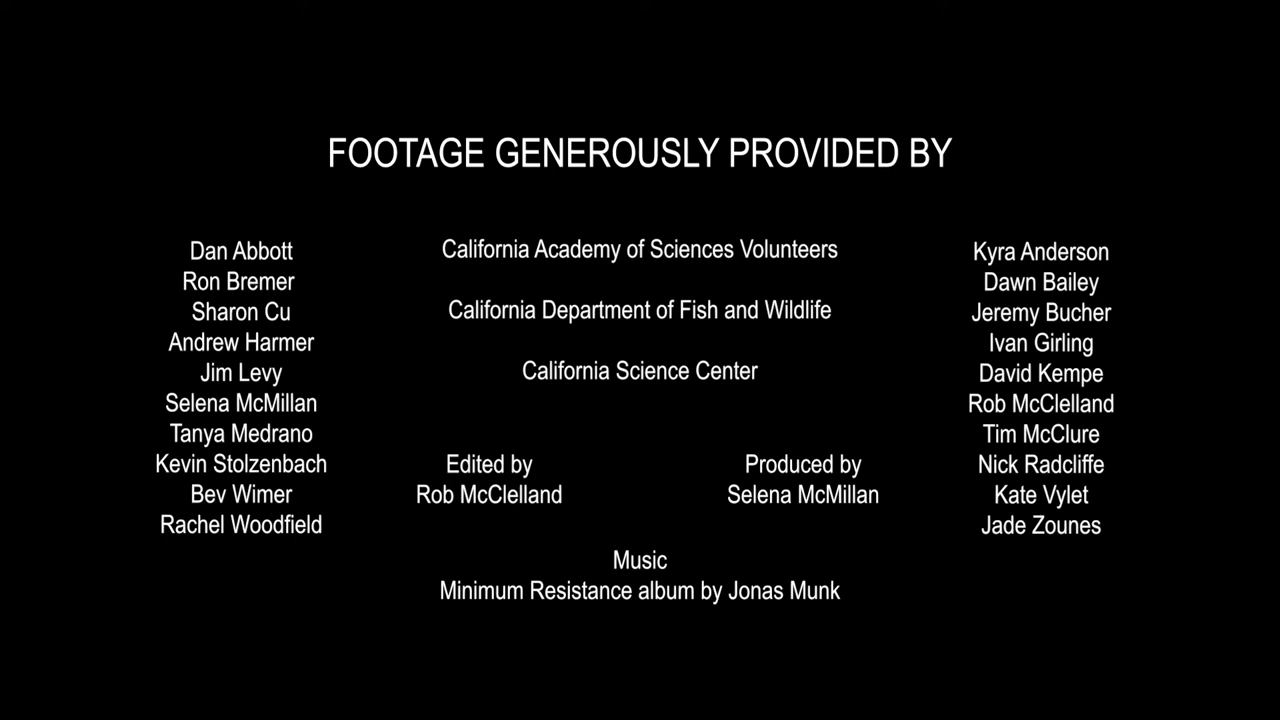 FOOTAGE GENEROUSLY PROVIDED BY
Dan Abbott
Ron Bremer
Sharon Cu
Andrew Harmer
Jim Levy
Selena McMillan
Tanya Medrano
Kevin Stolzenbach
Bev Wimer
Rachel Woodfield
California Academy of Sciences Volunteers
California Department of Fish and Wildlife
California Science Center
Edited by
Rob McClelland
Produced by
Selena McMillan
Kyra Anderson
Dawn Bailey
Jeremy Bucher
Ivan Girling
David Kempe
Rob McClelland
Tim McClure
Nick Radcliffe
Kate Vylet
Jade Zounes
Music
Minimum Resistance album by Jonas Munk